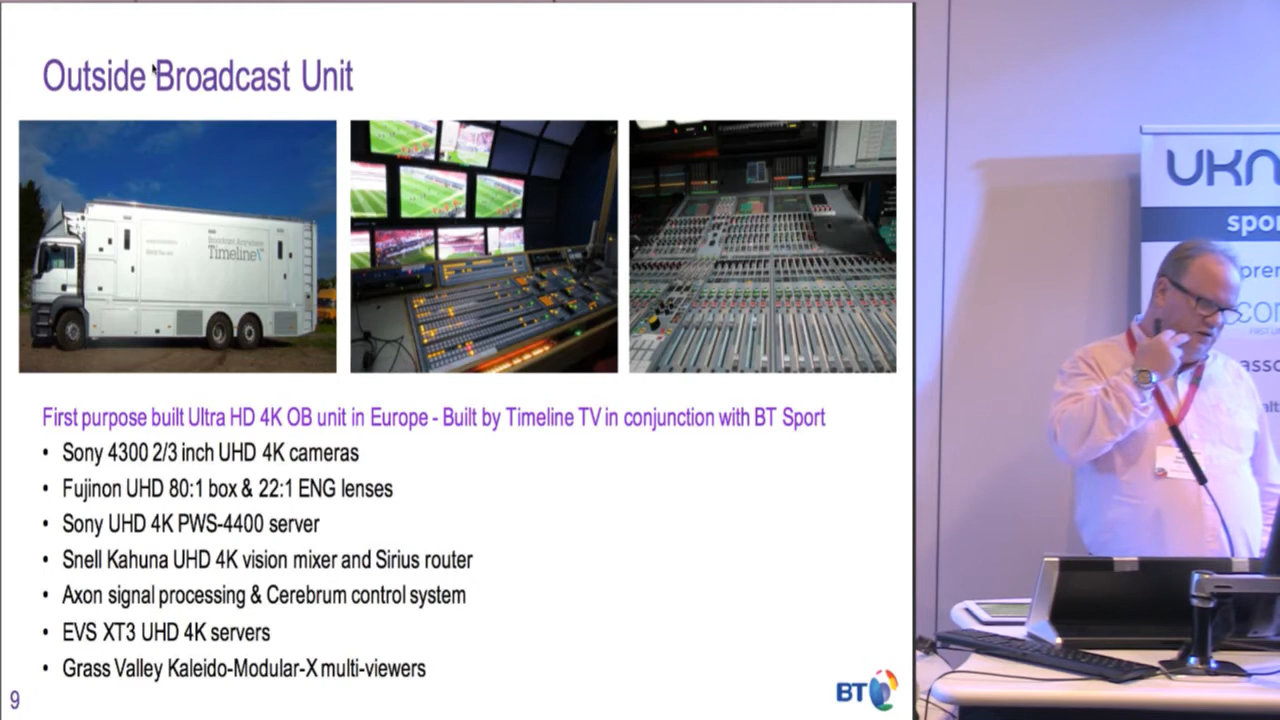 Outside Broadcast Unit
Broadcast Anywhere
Timeline
First purpose built Ultra HD 4K OB unit in Europe - Built by Timeline TV in conjunction with BT Sport
• Sony 4300 2/3 inch UHD 4K cameras
• Fujinon UHD 80:1 box & 22:1 ENG lenses
• Sony UHD 4K PWS-4400 server
• Snell Kahuna UHD 4K vision mixer and Sirius router
• Axon signal processing & Cerebrum control system
• EVS XT3 UHD 4K servers
• Grass Valley Kaleido-Modular-X multi-viewers
9
BT
UKN
spo